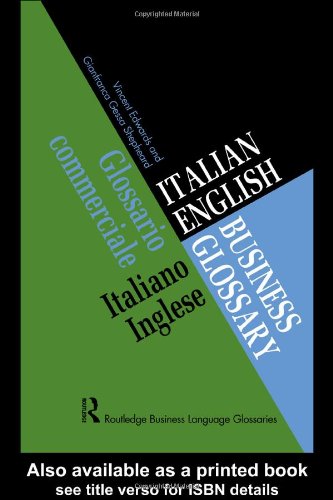 Vincent Edwards and
Gianfranca Gessa Shepheard
Glossario
commerciale
Italiano
Inglese
ITALIAN
ENGLISH
BUSINESS
GLOSSARY
ROUTLEDGE
Routledge Business Language Glossaries
Also available as a printed book
see title verso for ISBN details